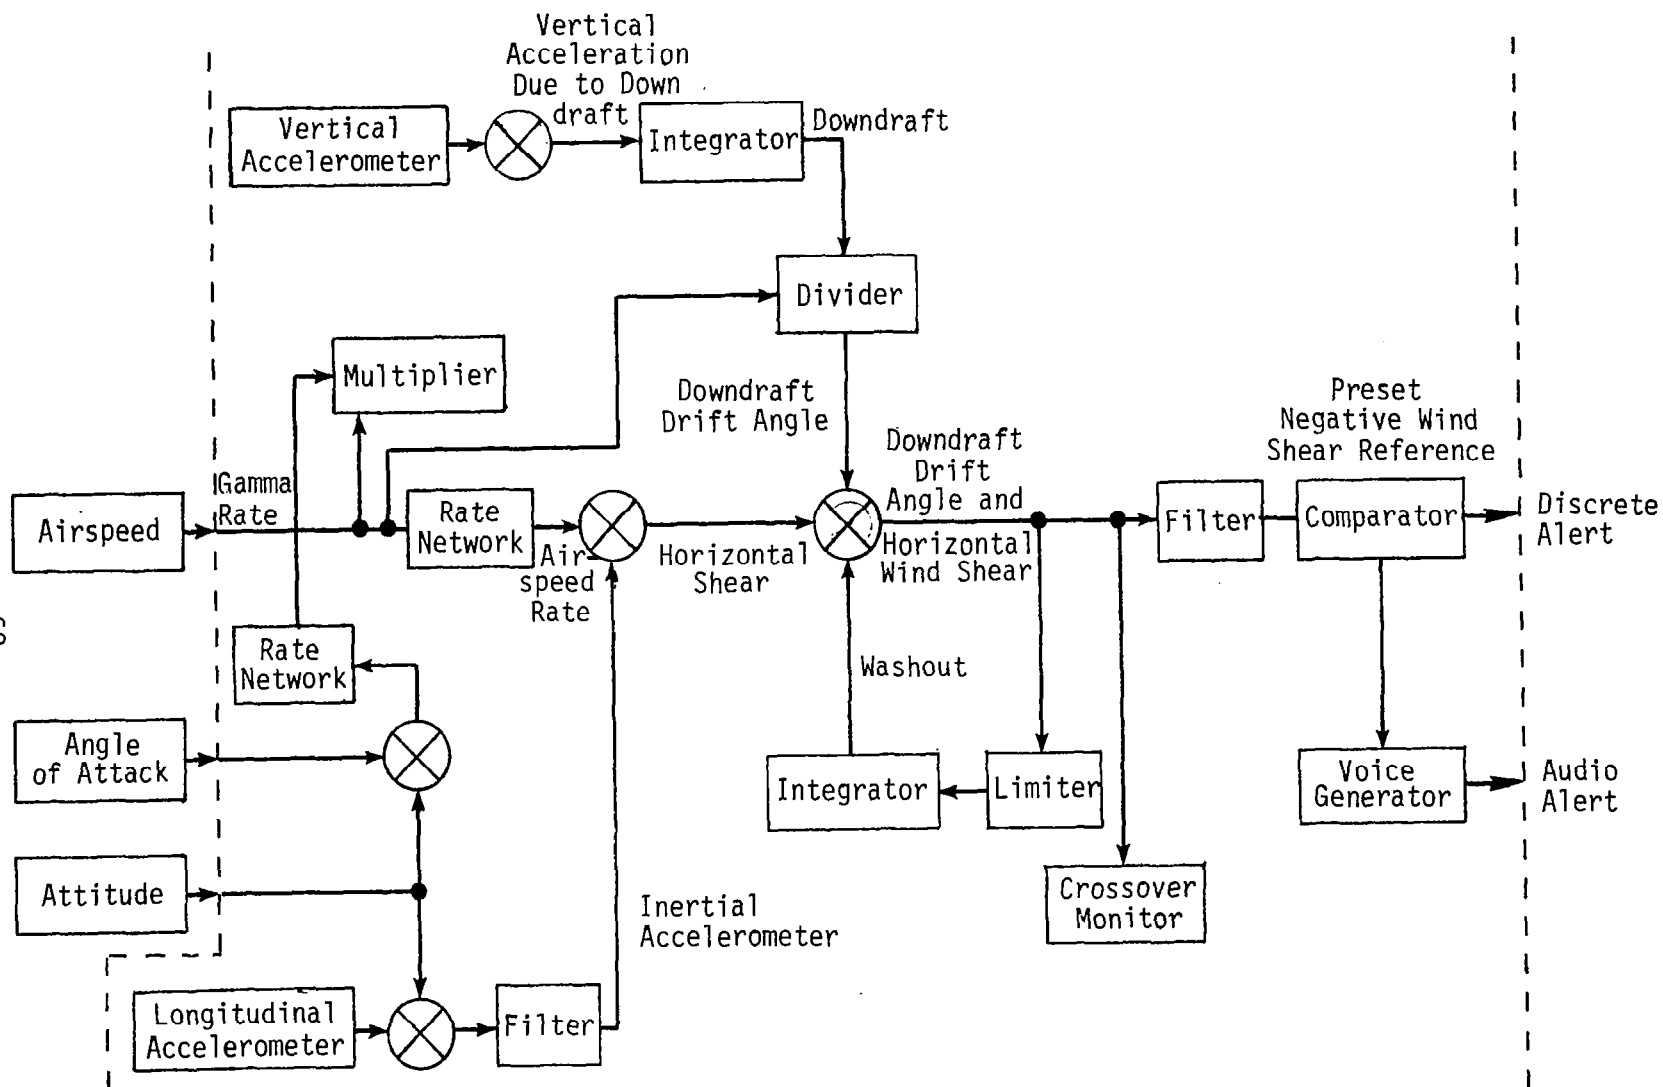 Vertical
Acceleration
Due to Down
draft
Vertical
Accelerometer
Integrator
Downdraft
Divider
Multiplier
Downdraft
Drift Angle
Preset
Negative Wind
Shear Reference
Downdraft
Drift
Angle and
Horizontal
Wind Shear
Gamma
Rate
Airspeed
Rate
Network
Air-
speed
Rate
Horizontal
Shear
Filter
Comparator
Discrete
Alert
Rate
Network
Washout
Angle
of Attack
Integrator
Limiter
Voice
Generator
Audio
Alert
Attitude
Crossover
Monitor
Inertial
Accelerometer
Longitudinal
Accelerometer
Filter